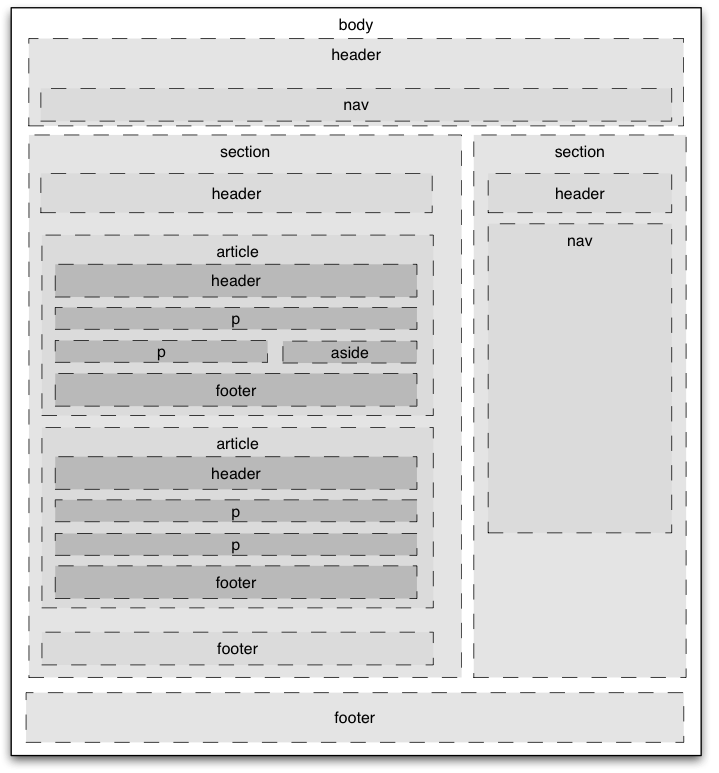 body
header
nav
section
header
article
header
p
p
aside
footer
article
header
p
p
footer
footer
section
header
nav
footer